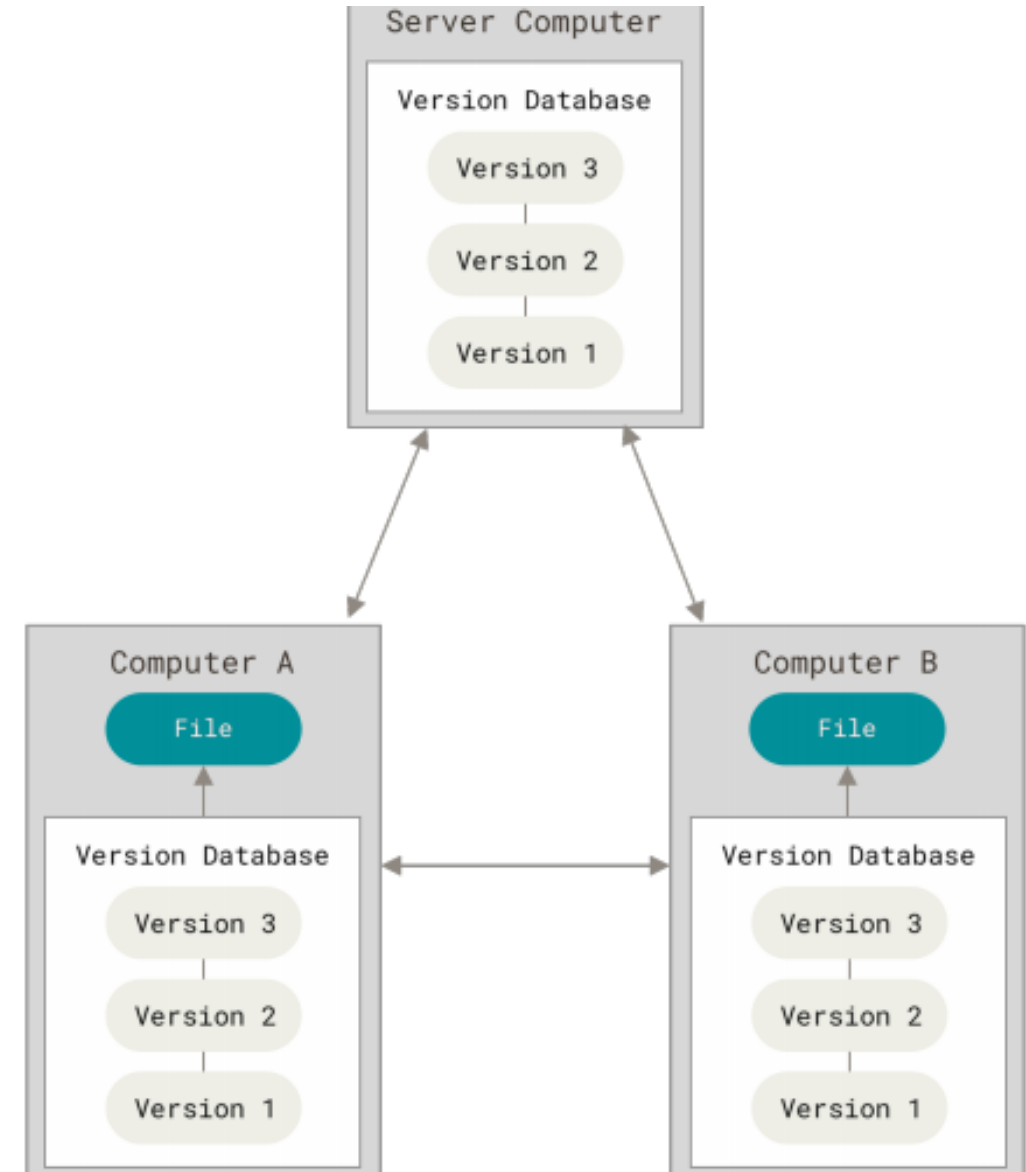 Server Computer
Version Database
Version 3
Version 2
Version 1
Computer A
File
Version Database
Version 3
Version 2
Version 1
Computer B
File
Version Database
Version 3
Version 2
Version 1